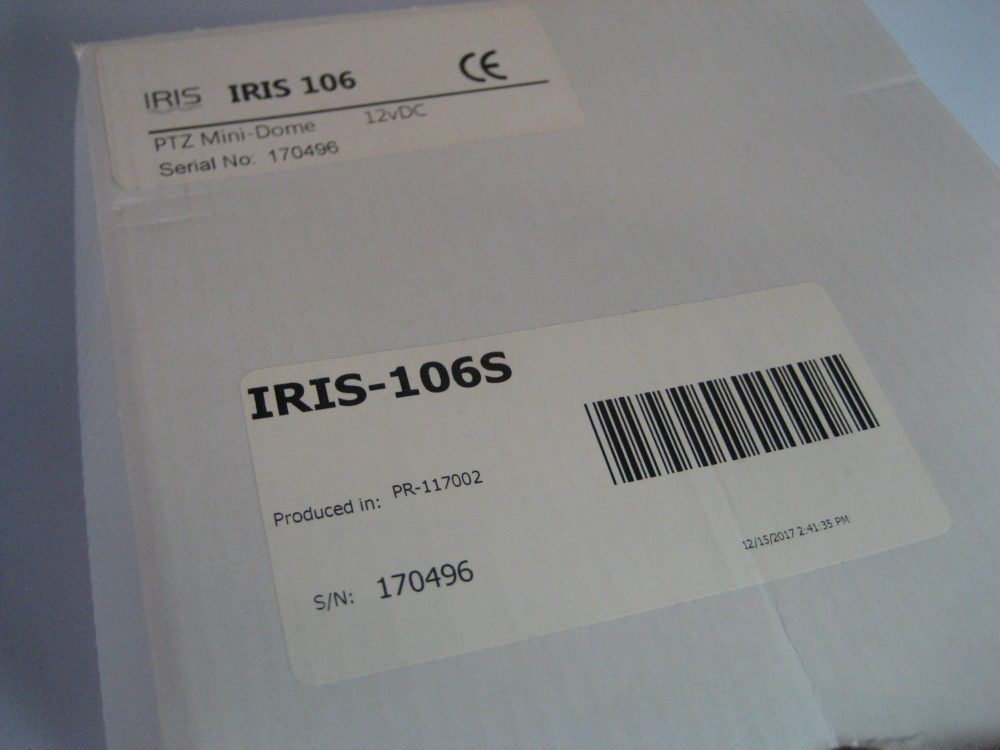 IRIS IRIS 106 CE
PTZ Mini-Dome 12vDC
Serial No: 170496
IRIS-106S
Produced in: PR-117002
12/15/2017 2:41:35 PM
S/N: 170496